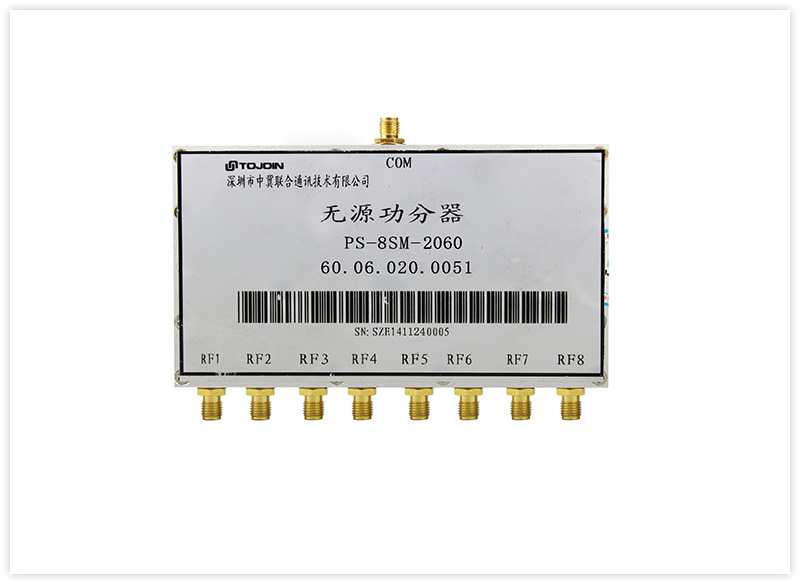 COM
TOJOIN
深圳市中翼联合通讯技术有限公司
无源功分器
PS-8SM-2060
60.06.020.0051
SN:SZE1411240005
RF1 RF2 RF3 RF4 RF5 RF6 RF7 RF8